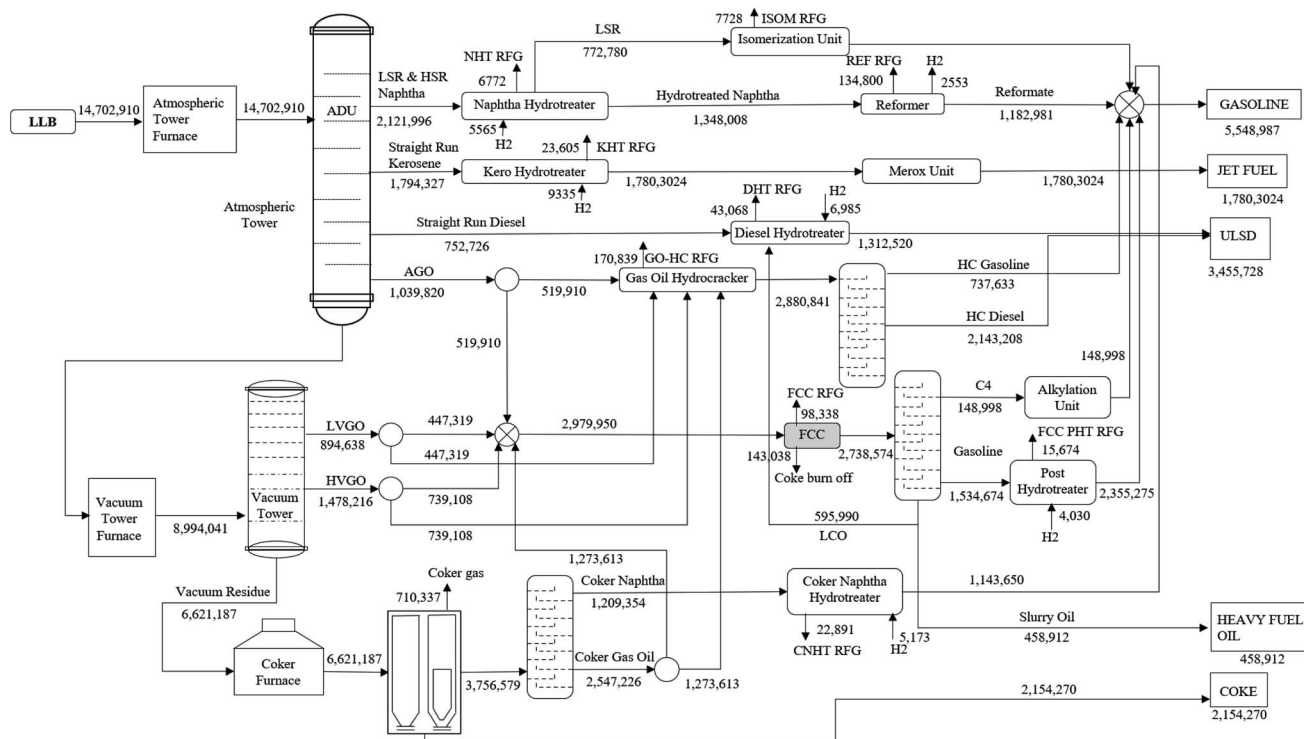 7728
ISOM RFG
LSR
772,780
Isomerization Unit
NHT RFG
6772
REF RFG
134,800
H2
2553
LSR & HSR
Naphtha
2,121,996
Naphtha Hydrotreater
Hydrotreated Naphtha
1,348,008
Reformer
Reformate
1,182,981
GASOLINE
5,548,987
LLB
14,702,910
Atmospheric
Tower
Furnace
14,702,910
ADU
5565
H2
23,605
KHT RFG
Straight Run
Kerosene
1,794,327
Kero Hydrotreater
1,780,3024
Merox Unit
1,780,3024
JET FUEL
1,780,3024
9335
H2
DHT RFG
43,068
H2
6,985
Atmospheric
Tower
Straight Run Diesel
752,726
Diesel Hydrotreater
1,312,520
ULSD
3,455,728
170,839
GO-HC RFG
AGO
1,039,820
519,910
Gas Oil Hydrocracker
2,880,841
HC Gasoline
737,633
HC Diesel
2,143,208
519,910
148,998
FCC RFG
98,338
C4
148,998
Alkylation
Unit
LVGO
894,638
447,319
447,319
2,979,950
FCC
143,038
2,738,574
Coke burn off
FCC PHT RFG
15,674
Gasoline
1,534,674
Post
Hydrotreater
2,355,275
4,030
H2
HVGO
1,478,216
739,108
739,108
Vacuum
Tower
Vacuum
Tower
Furnace
8,994,041
595,990
LCO
1,273,613
Vacuum Residue
6,621,187
Coker gas
710,337
Coker Naphtha
1,209,354
Coker Naphtha
Hydrotreater
1,143,650
22,891
CNHT RFG
5,173
H2
Slurry Oil
458,912
HEAVY FUEL
OIL
458,912
Coker
Furnace
6,621,187
3,756,579
Coker Gas Oil
2,547,226
1,273,613
2,154,270
COKE
2,154,270